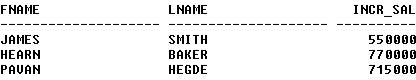 FNAME LNAME INCR_SAL
-------------------- -------------------- ----------
JAMES SMITH 550000
HEARN BAKER 770000
PAVAN HEGDE 715000